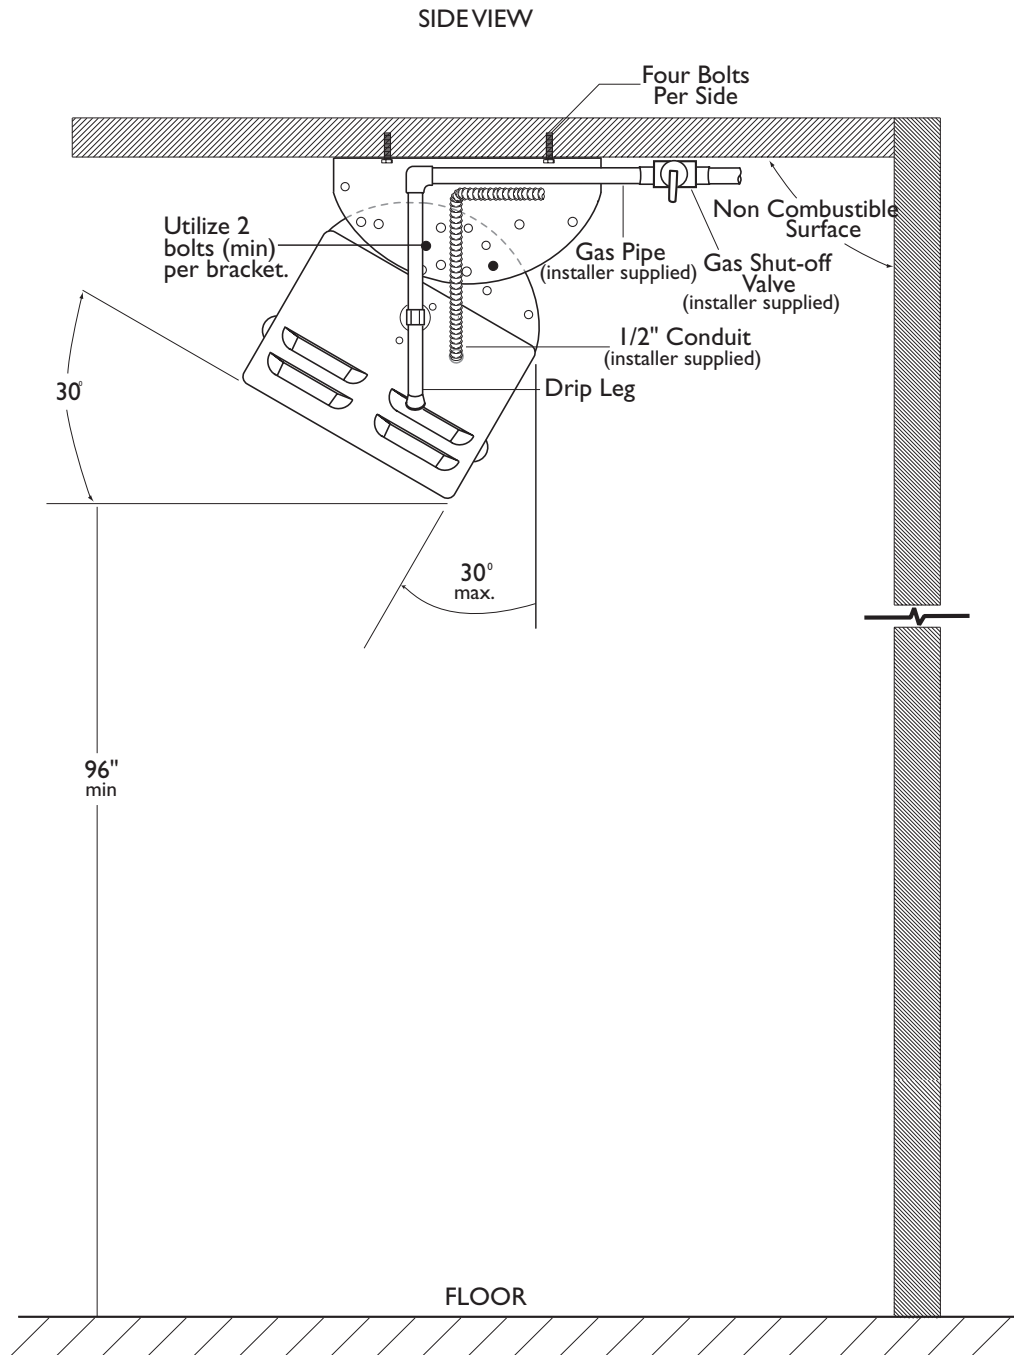 SIDE VIEW
Four Bolts
Per Side
Non Combustible
Surface
Utilize 2
bolts (min)
per bracket.
Gas Pipe
(installer supplied)
Gas Shut-off
Valve
(installer supplied)
1/2" Conduit
(installer supplied)
Drip Leg
30°
30°
max.
96"
min
FLOOR